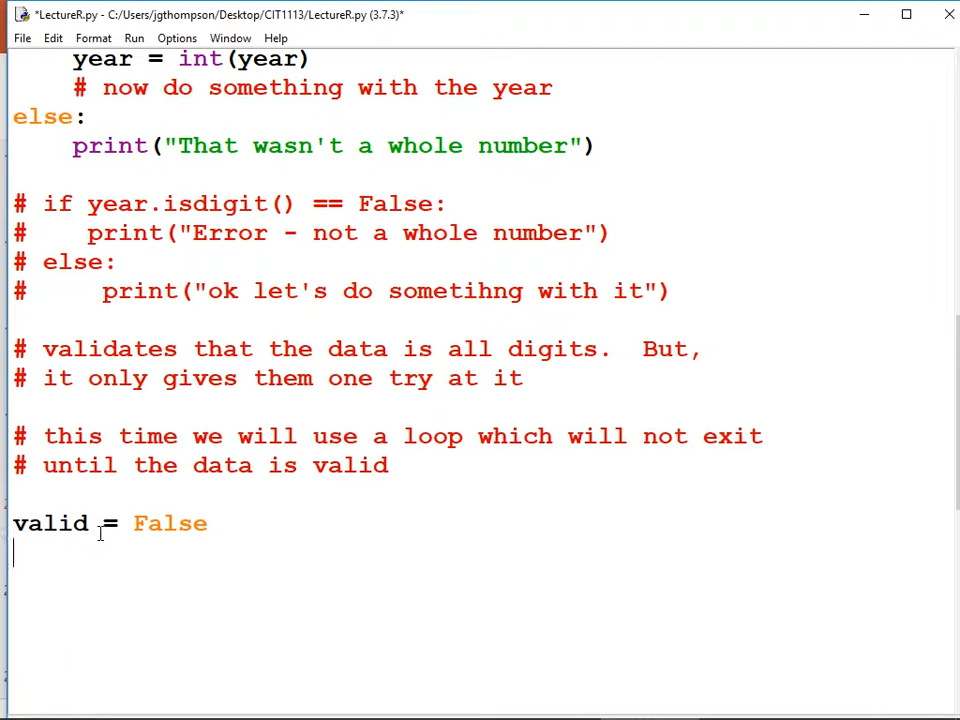 *LectureR.py - C:/Users/jgthompson/Desktop/CIT1113/LectureR.py (3.7.3)*
File Edit Format Run Options Window Help
    year = int(year)
    # now do something with the year
else:
    print("That wasn't a whole number")
# if year.isdigit() == False:
#    print("Error - not a whole number")
# else:
#     print("ok let's do sometihng with it")
# validates that the data is all digits.  But,
# it only gives them one try at it
# this time we will use a loop which will not exit
# until the data is valid
valid = False